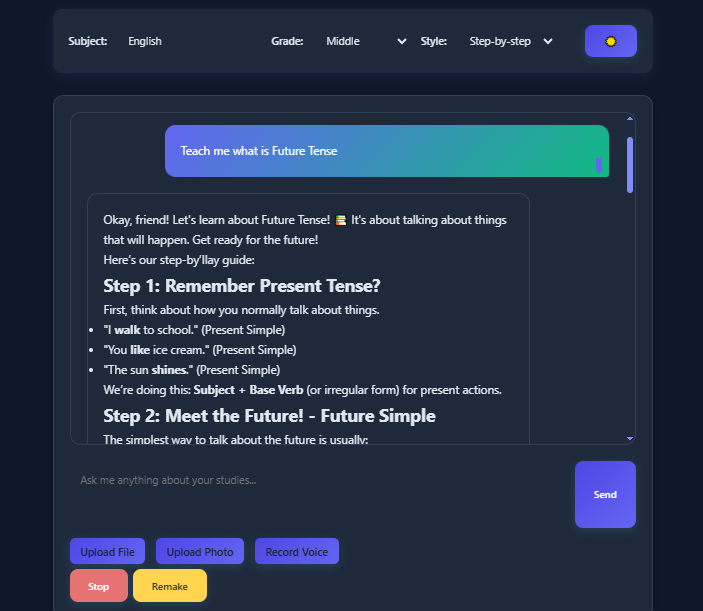 Subject: English Grade: Middle Style: Step-by-step
Teach me what is Future Tense
Okay, friend! Let's learn about Future Tense! 📚 It's about talking about things
that will happen. Get ready for the future!
Here's our step-by'llay guide:
Step 1: Remember Present Tense?
First, think about how you normally talk about things.
• "I walk to school." (Present Simple)
• "You like ice cream." (Present Simple)
• "The sun shines." (Present Simple)
We're doing this: Subject + Base Verb (or irregular form) for present actions.
Step 2: Meet the Future! - Future Simple
The simplest way to talk about the future is usually:
Ask me anything about your studies...
Send
Upload File Upload Photo Record Voice
Stop Remake